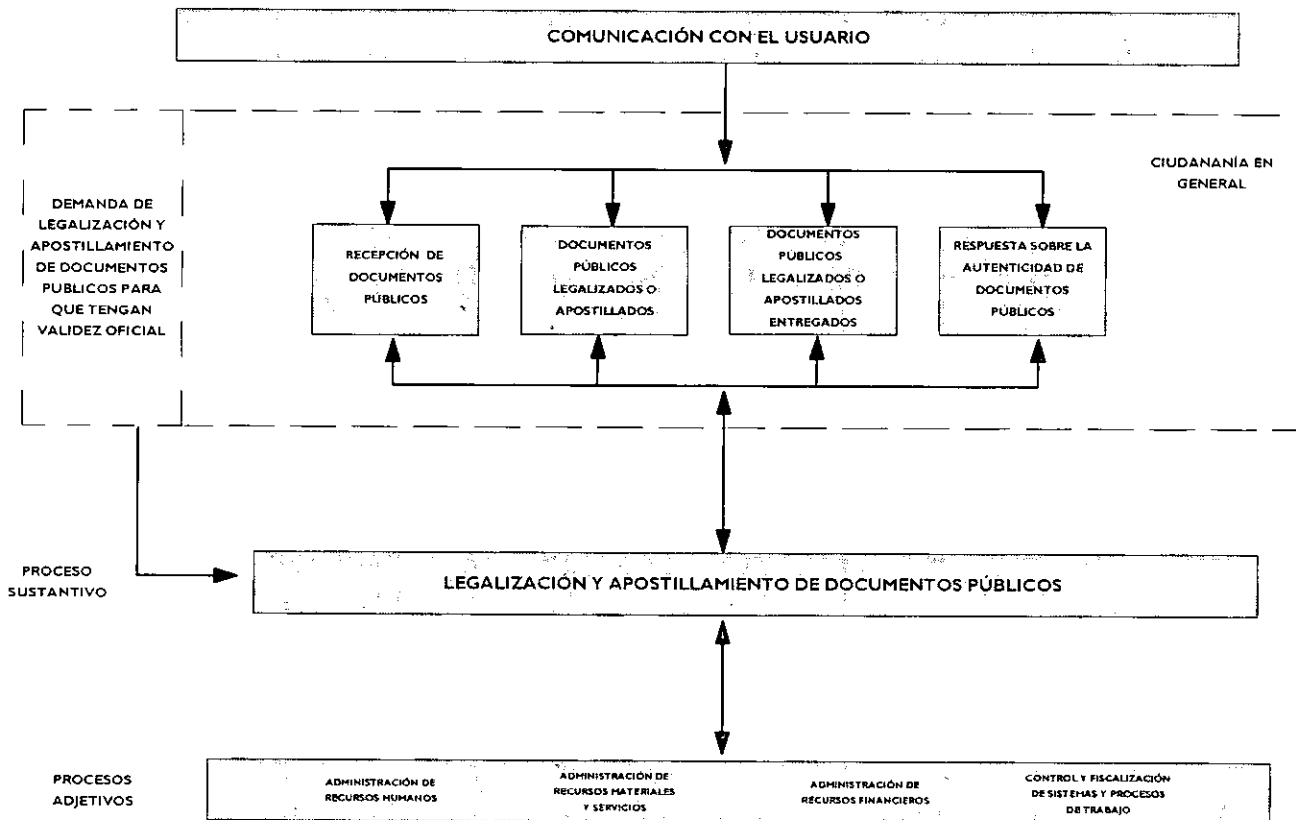 COMUNICACIÓN CON EL USUARIO
CIUDANANÍA EN
GENERAL
DEMANDA DE
LEGALIZACIÓN Y
APOSTILLAMIENTO
DE DOCUMENTOS
PUBLICOS PARA
QUE TENGAN
VALIDEZ OFICIAL
RECEPCIÓN DE
DOCUMENTOS
PÚBLICOS
DOCUMENTOS
PÚBLICOS
LEGALIZADOS O
APOSTILLADOS
DOCUMENTOS
PÚBLICOS
LEGALIZADOS O
APOSTILLADOS
ENTREGADOS
RESPUESTA SOBRE LA
AUTENTICIDAD DE
DOCUMENTOS
PÚBLICOS
PROCESO
SUSTANTIVO
LEGALIZACIÓN Y APOSTILLAMIENTO DE DOCUMENTOS PÚBLICOS
PROCESOS
ADJETIVOS
ADMINISTRACIÓN DE
RECURSOS HUMANOS
ADMINISTRACIÓN DE
RECURSOS MATERIALES
Y SERVICIOS
ADMINISTRACIÓN DE
RECURSOS FINANCIEROS
CONTROL Y FISCALIZACIÓN
DE SISTEMAS Y PROCESOS
DE TRABAJO